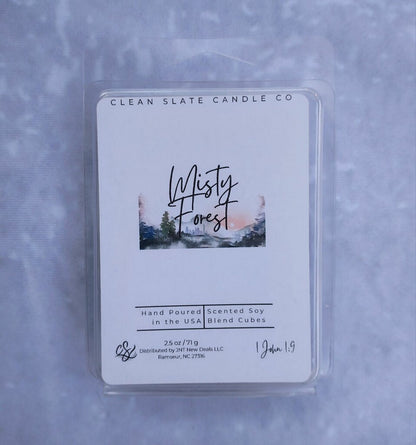 CLEAN SLATE CANDLE CO
Misty
Forest
Hand Poured Scented Soy
in the USA Blend Cubes
2.5 oz / 71 g
Distributed by JNT New Deals LLC
Ramseur, NC 27316
1 John 1:9